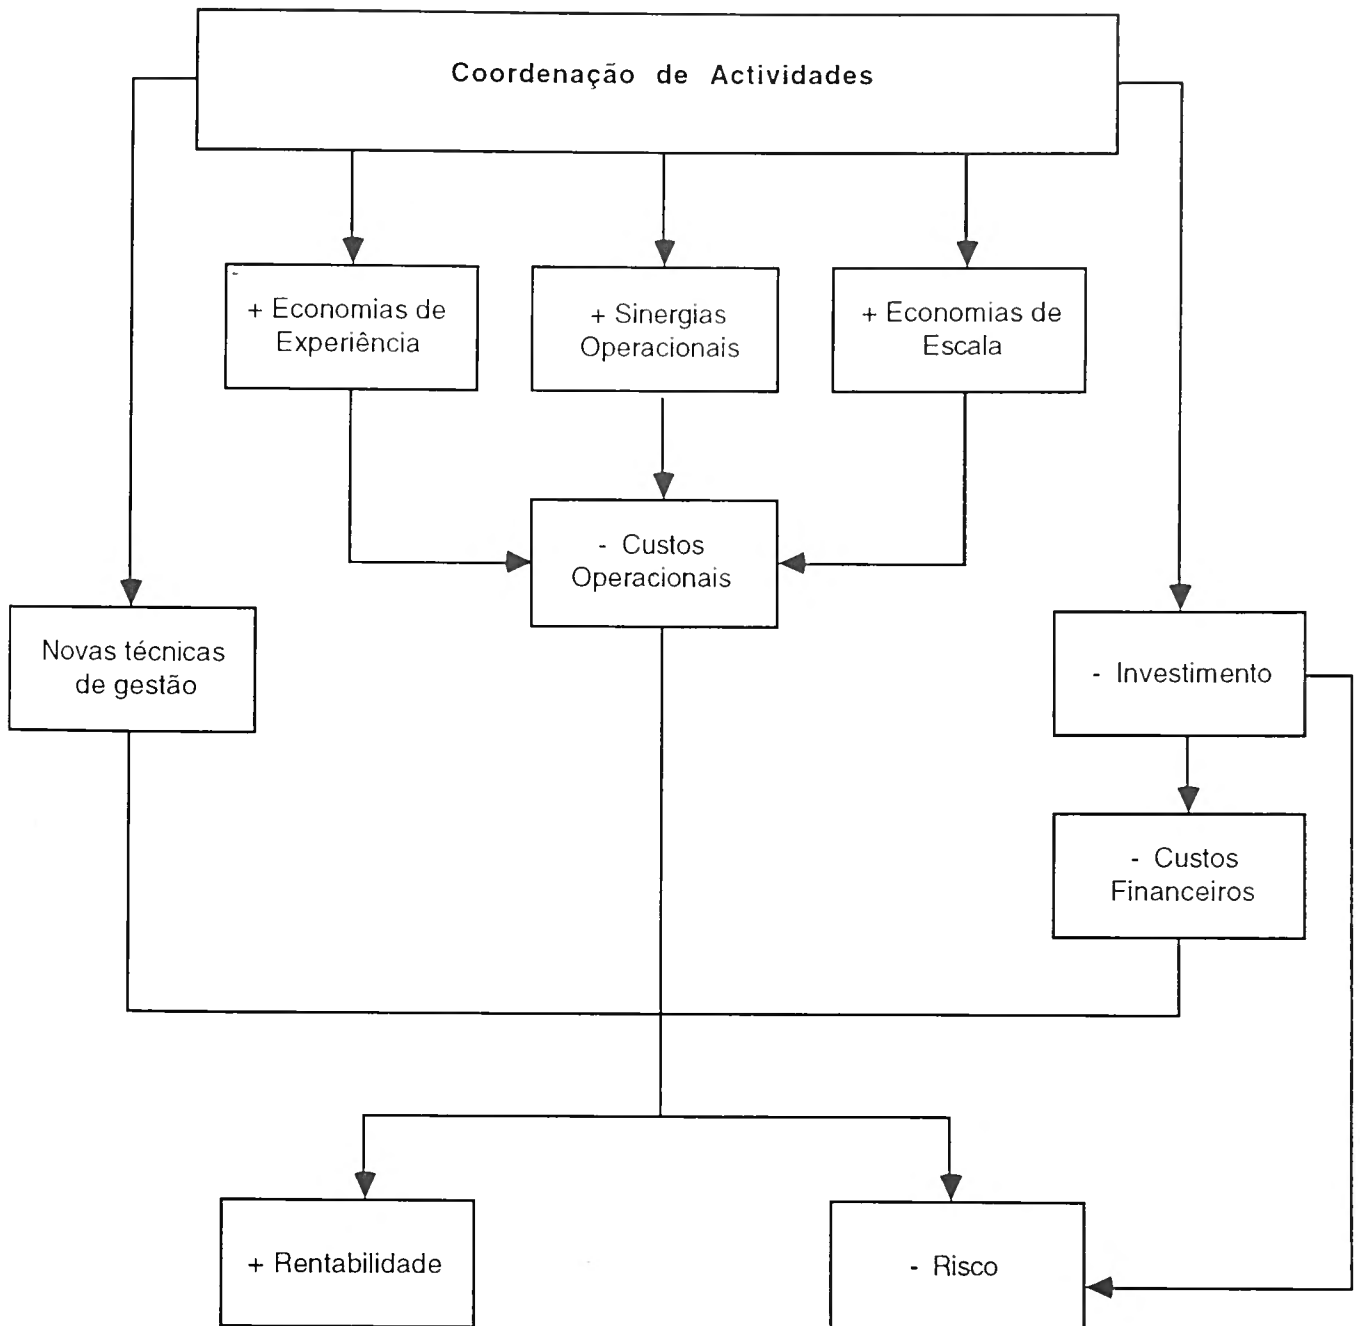 Coordenação de Actividades
+ Economias de
Experiência
+ Sinergias
Operacionais
+ Economias de
Escala
- Custos
Operacionais
Novas técnicas
de gestão
- Investimento
- Custos
Financeiros
+ Rentabilidade
- Risco